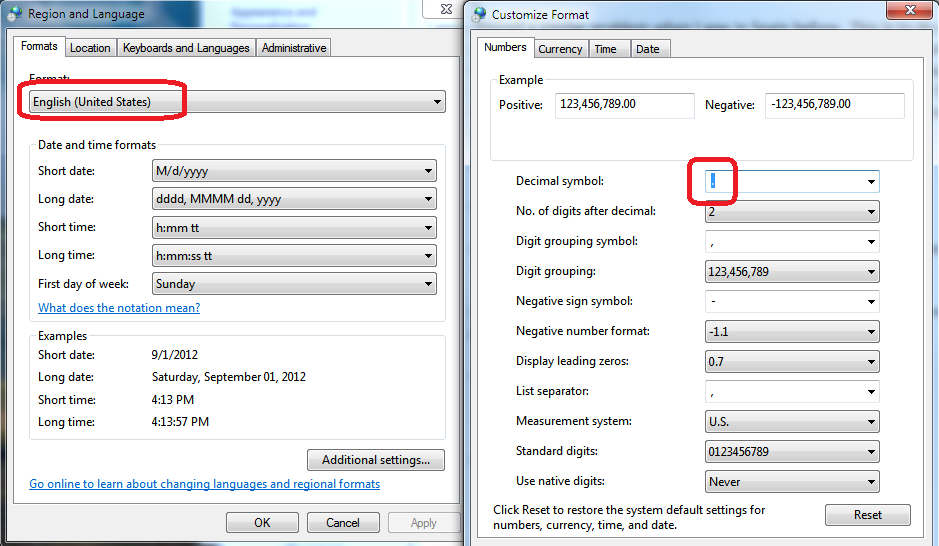 Region and Language
Formats
Location
Keyboards and Languages
Administrative
Format:
English (United States)
Date and time formats
Short date:
M/d/yyyy
Long date:
dddd, MMMM dd, yyyy
Short time:
h:mm tt
Long time:
h:mm:ss tt
First day of week:
Sunday
What does the notation mean?
Examples
Short date:
9/1/2012
Long date:
Saturday, September 01, 2012
Short time:
4:13 PM
Long time:
4:13:57 PM
Additional settings...
Go online to learn about changing languages and regional formats
OK
Cancel
Apply
Customize Format
Numbers
Currency
Time
Date
Example
Positive:
123,456,789.00
Negative:
-123,456,789.00
Decimal symbol:
.
No. of digits after decimal:
2
Digit grouping symbol:
,
Digit grouping:
123,456,789
Negative sign symbol:
-
Negative number format:
-1.1
Display leading zeros:
0.7
List separator:
,
Measurement system:
U.S.
Standard digits:
0123456789
Use native digits:
Never
Click Reset to restore the system default settings for
numbers, currency, time, and date.
Reset